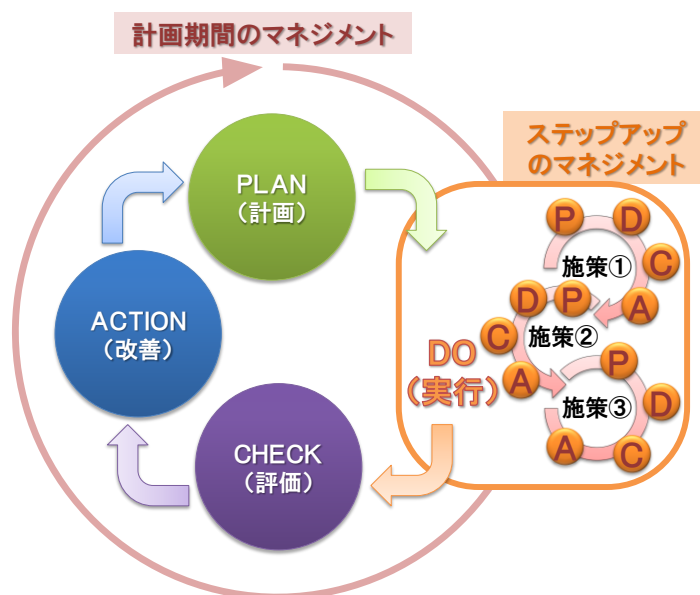 計画期間のマネジメント
ステップアップ
のマネジメント
PLAN
(計画)
P
D
C
A
施策①
P
D
C
A
施策②
P
D
C
A
施策③
DO
(実行)
ACTION
(改善)
CHECK
(評価)